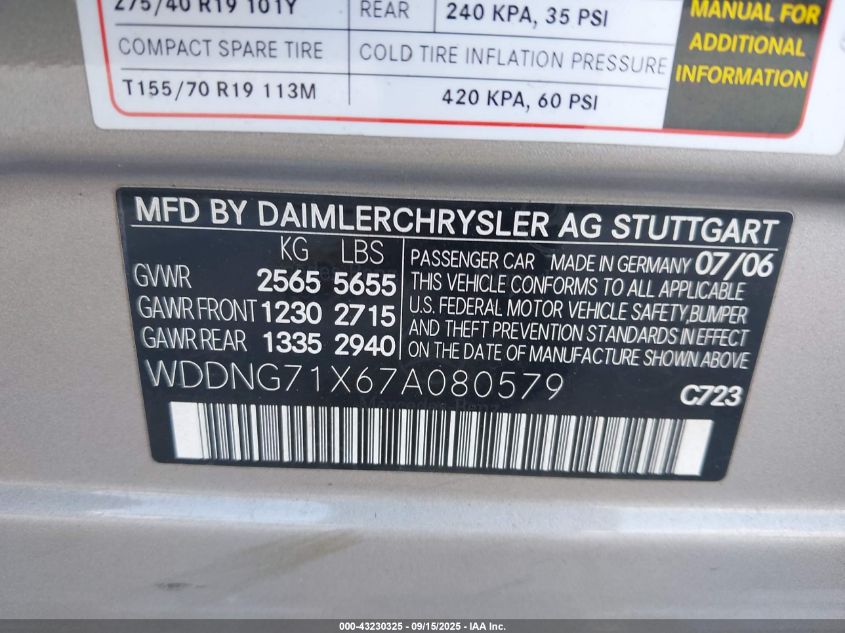 275/40 R19 101Y REAR 240 KPA, 35 PSI
COMPACT SPARE TIRE COLD TIRE INFLATION PRESSURE
T155/70 R19 113M 420 KPA, 60 PSI
MANUAL FOR
ADDITIONAL
INFORMATION
MFD BY DAIMLERCHRYSLER AG STUTTGART
KG LBS
GVWR 2565 5655
GAWR FRONT 1230 2715
GAWR REAR 1335 2940
PASSENGER CAR MADE IN GERMANY 07/06
THIS VEHICLE CONFORMS TO ALL APPLICABLE
U.S. FEDERAL MOTOR VEHICLE SAFETY,BUMPER
AND THEFT PREVENTION STANDARDS IN EFFECT
ON THE DATE OF MANUFACTURE SHOWN ABOVE
WDDNG71X67A080579
C723
000-43230325 - 09/15/2025 - IAA Inc.